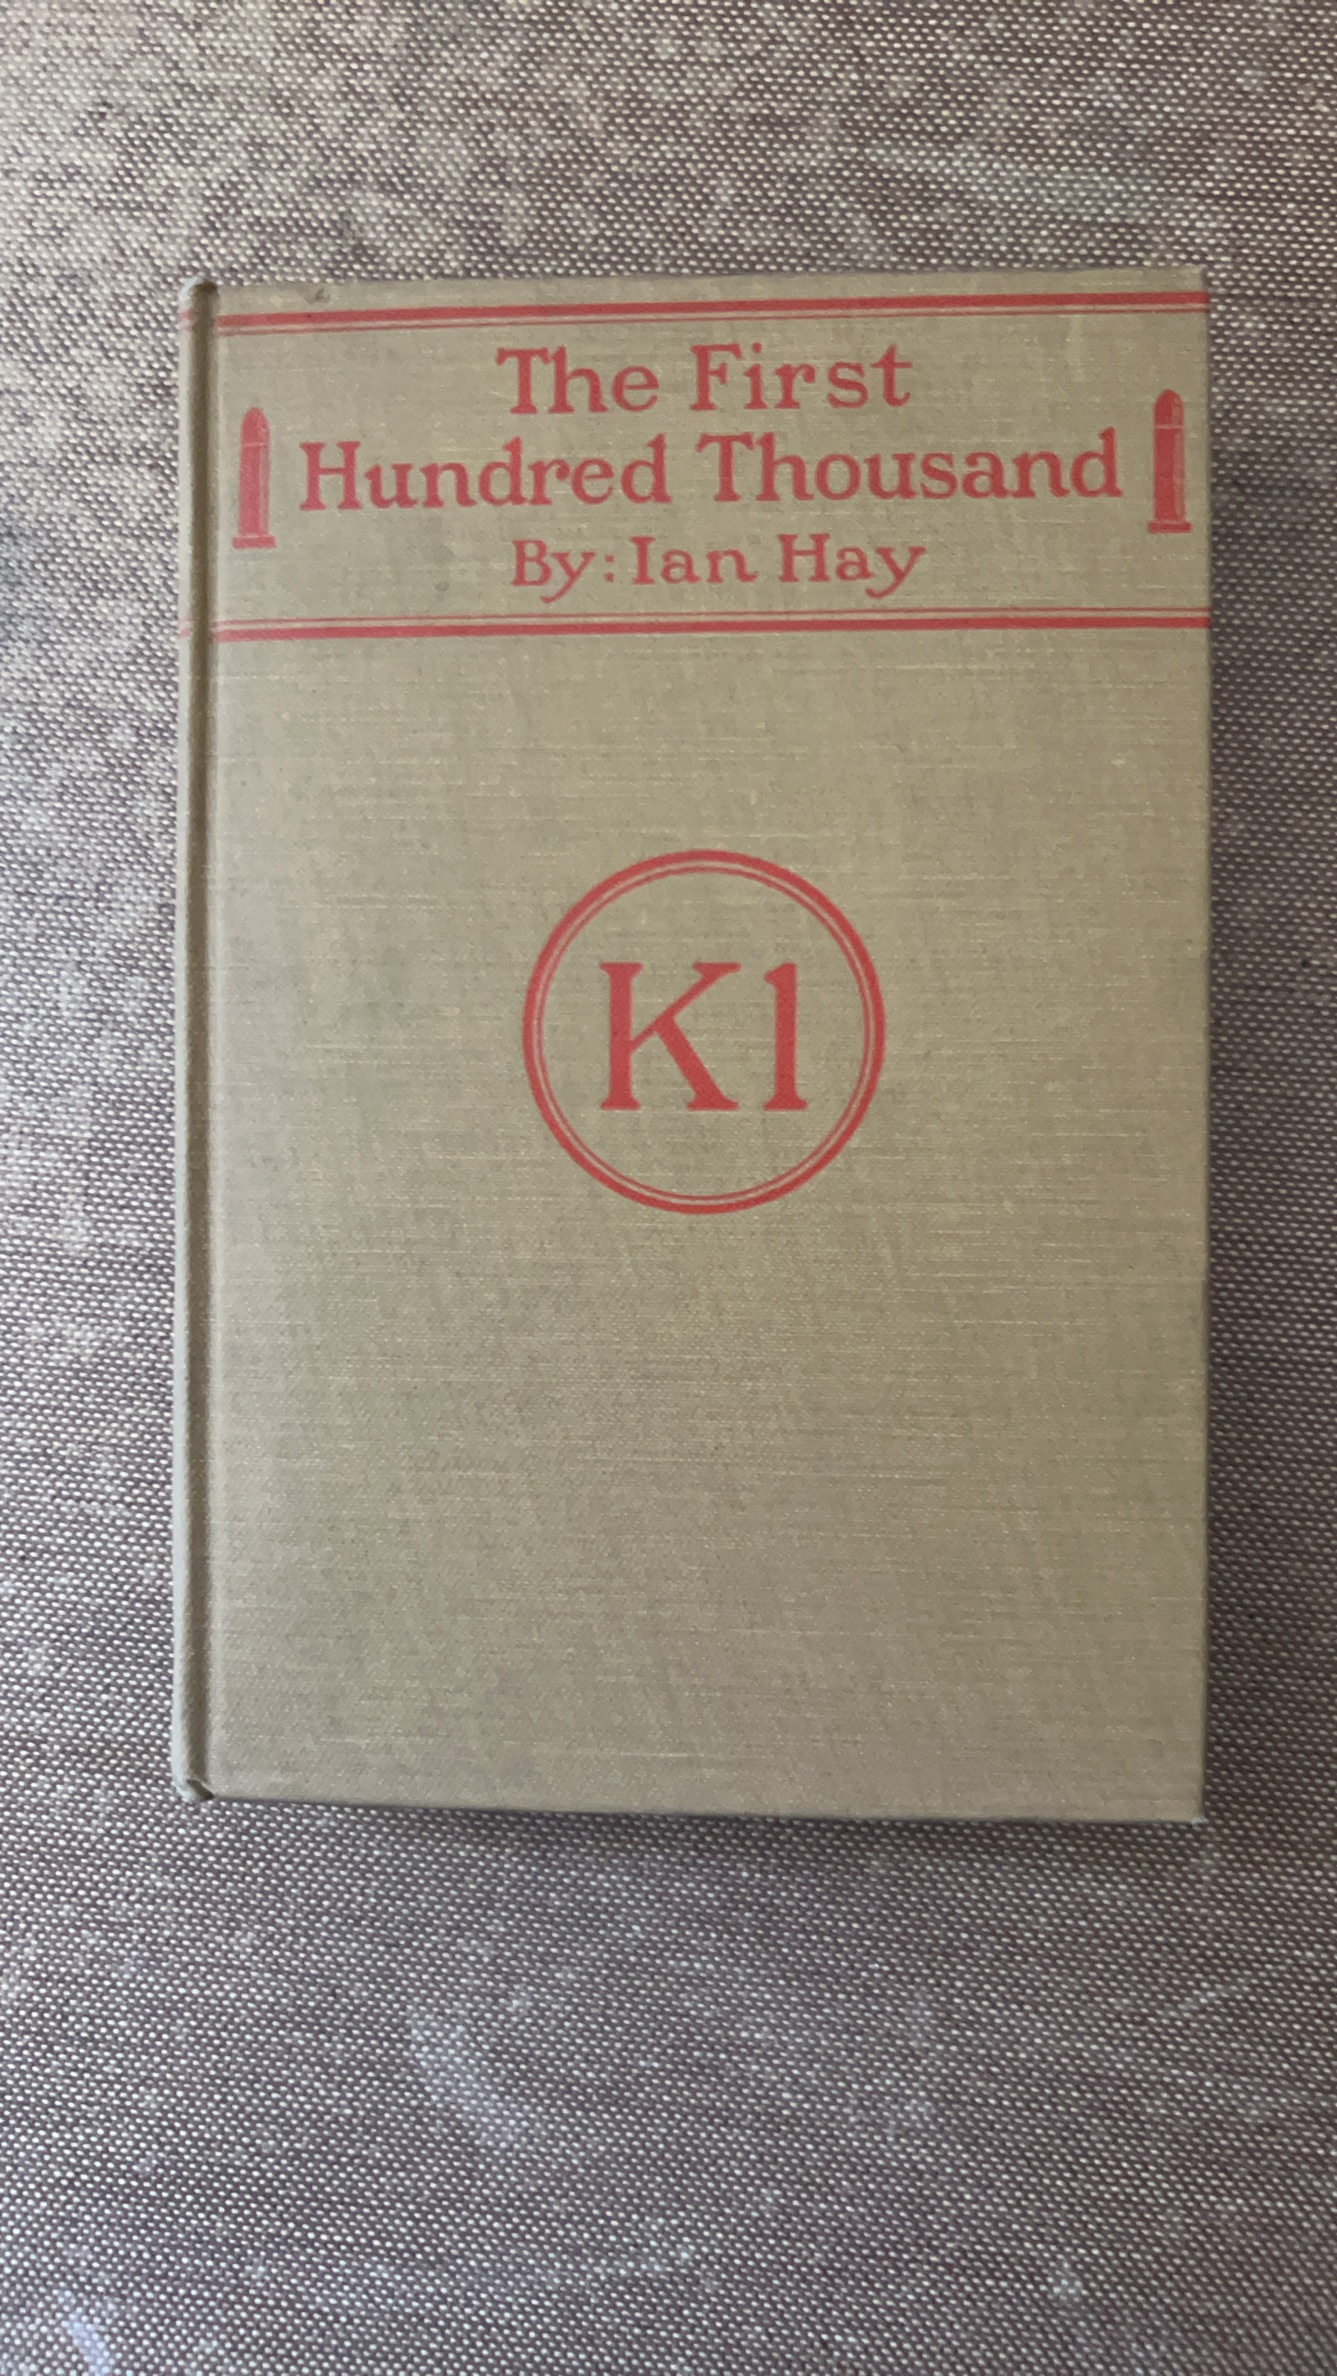 The First
Hundred Thousand
By: Ian Hay
K1